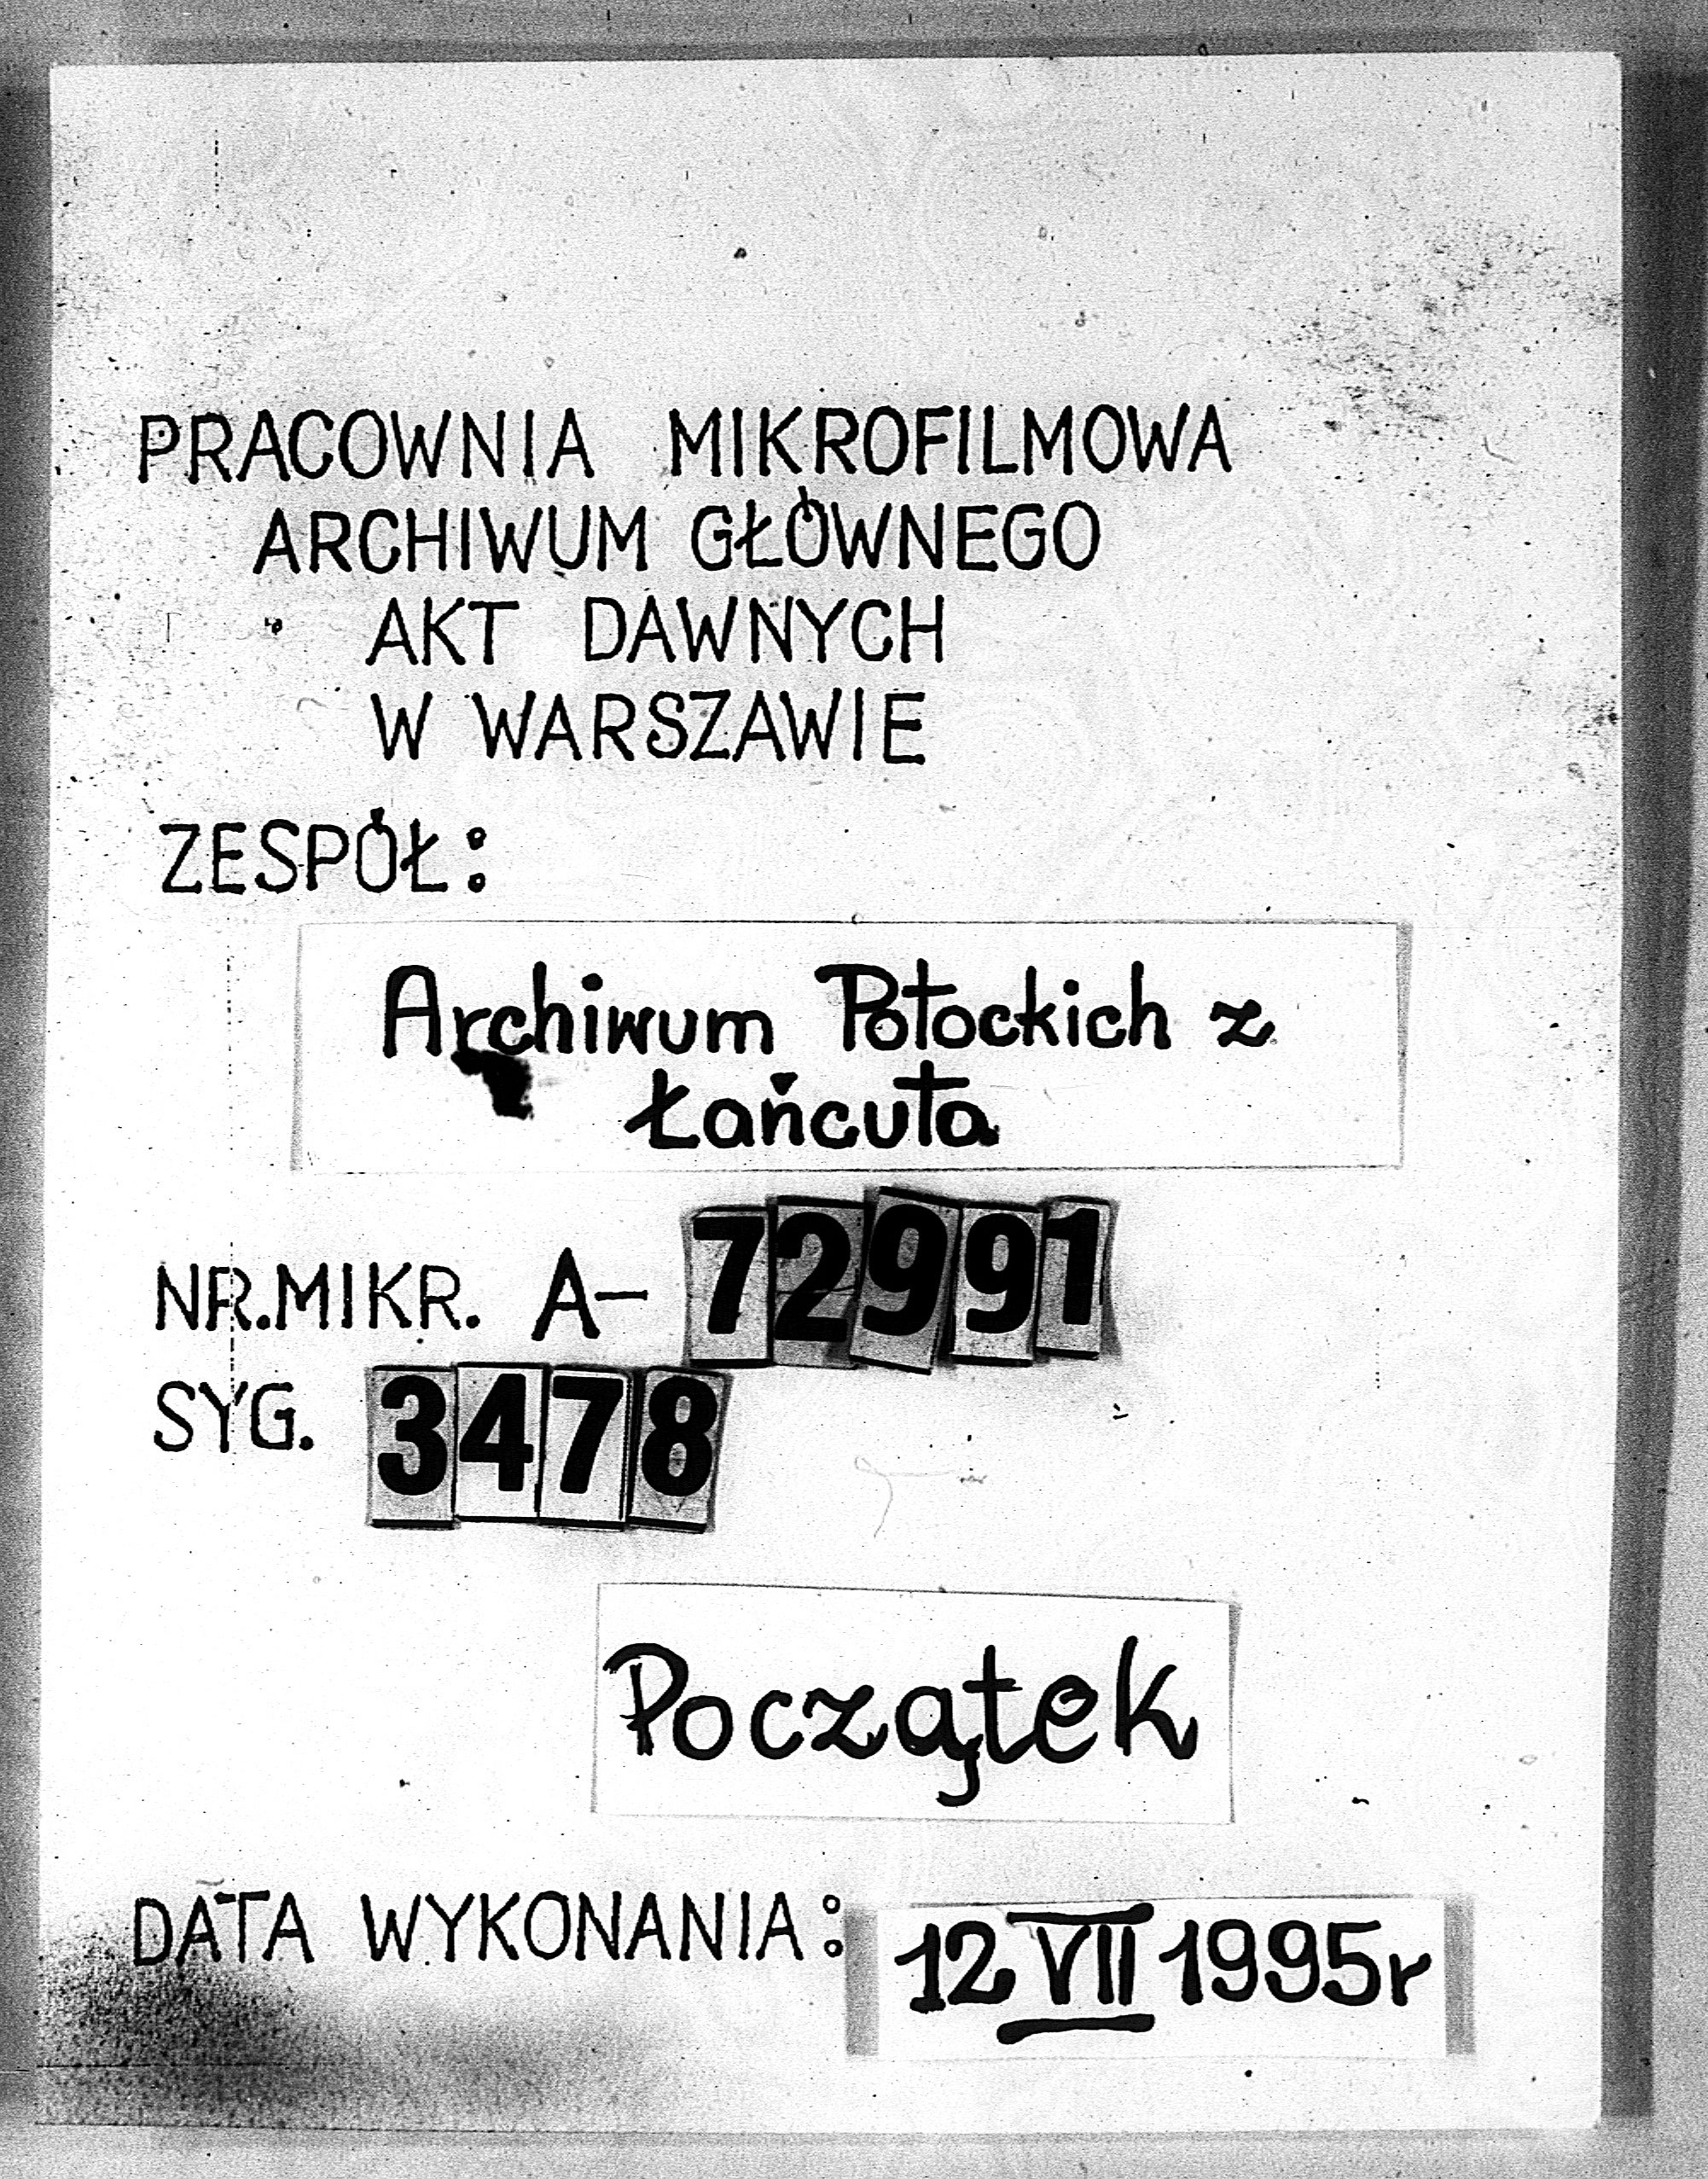 PRACOWNIA MIKROFILMOWA
ARCHIWUM GŁÓWNEGO
AKT DAWNYCH
W WARSZAWIE
ZESPÓŁ:
Archiwum Potockich z
Łańcuta
NR.MIKR. A- 72991
SYG. 3478
Początek
DATA WYKONANIA: 12 VII 1995r